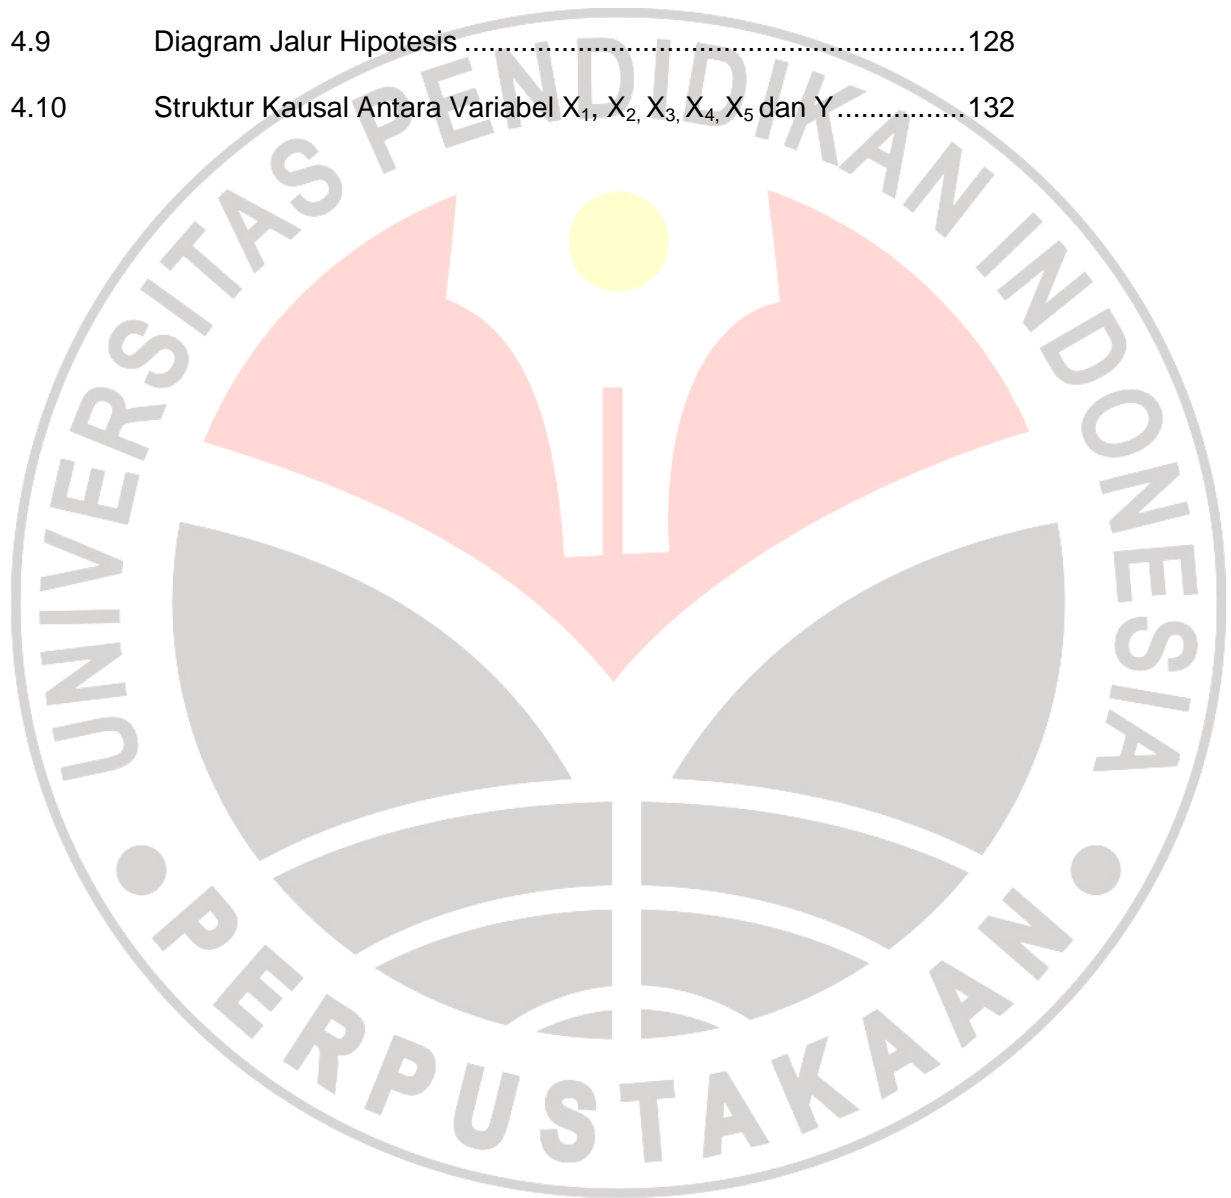 4.9 Diagram Jalur Hipotesis ............................................................128
4.10 Struktur Kausal Antara Variabel X₁, X₂, X₃, X₄, X₅ dan Y................132
UNIVERSITAS PENDIDIKAN INDONESIA
PERPUSTAKAAN